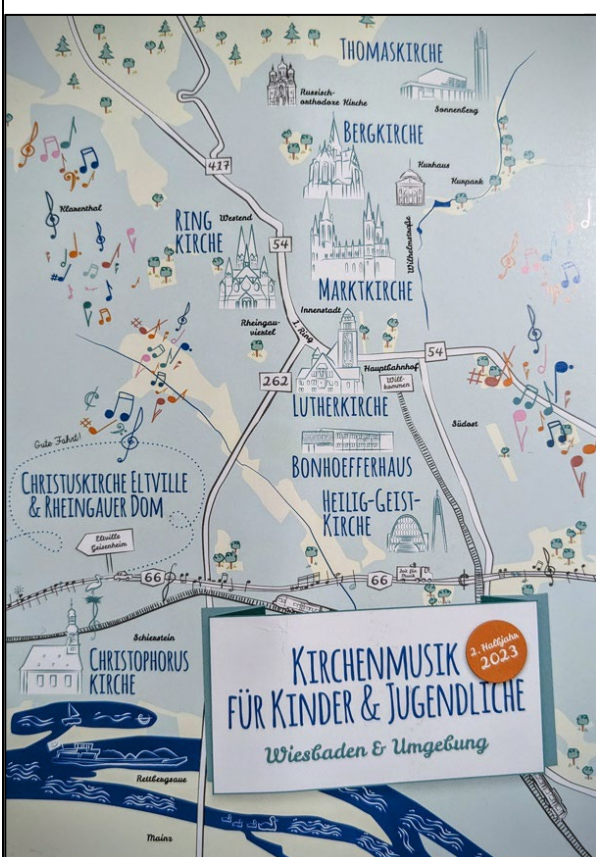 THOMASKIRCHE
Russisch-
orthodoxe Kirche
Sonnenberg
BERGKIRCHE
417
Kurhaus
Kurpark
Klarenthal
RING
KIRCHE
Westend
54
Wilhelmstraße
MARKTKIRCHE
Innenstadt
Rheingau-
viertel
1. Ring
54
Hauptbahnhof
262
Will-
kommen
LUTHERKIRCHE
Südost
Gute Fahrt!
BONHOEFFERHAUS
CHRISTUSKIRCHE ELTVILLE
& RHEINGAUER DOM
HEILIG-GEIST-
KIRCHE
Eltville
Geisenheim
66
66
Schierstein
CHRISTOPHORUS
KIRCHE
2. Halbjahr
2023
KIRCHENMUSIK
FÜR KINDER & JUGENDLICHE
Wiesbaden & Umgebung
Rettbergsaue
Mainz